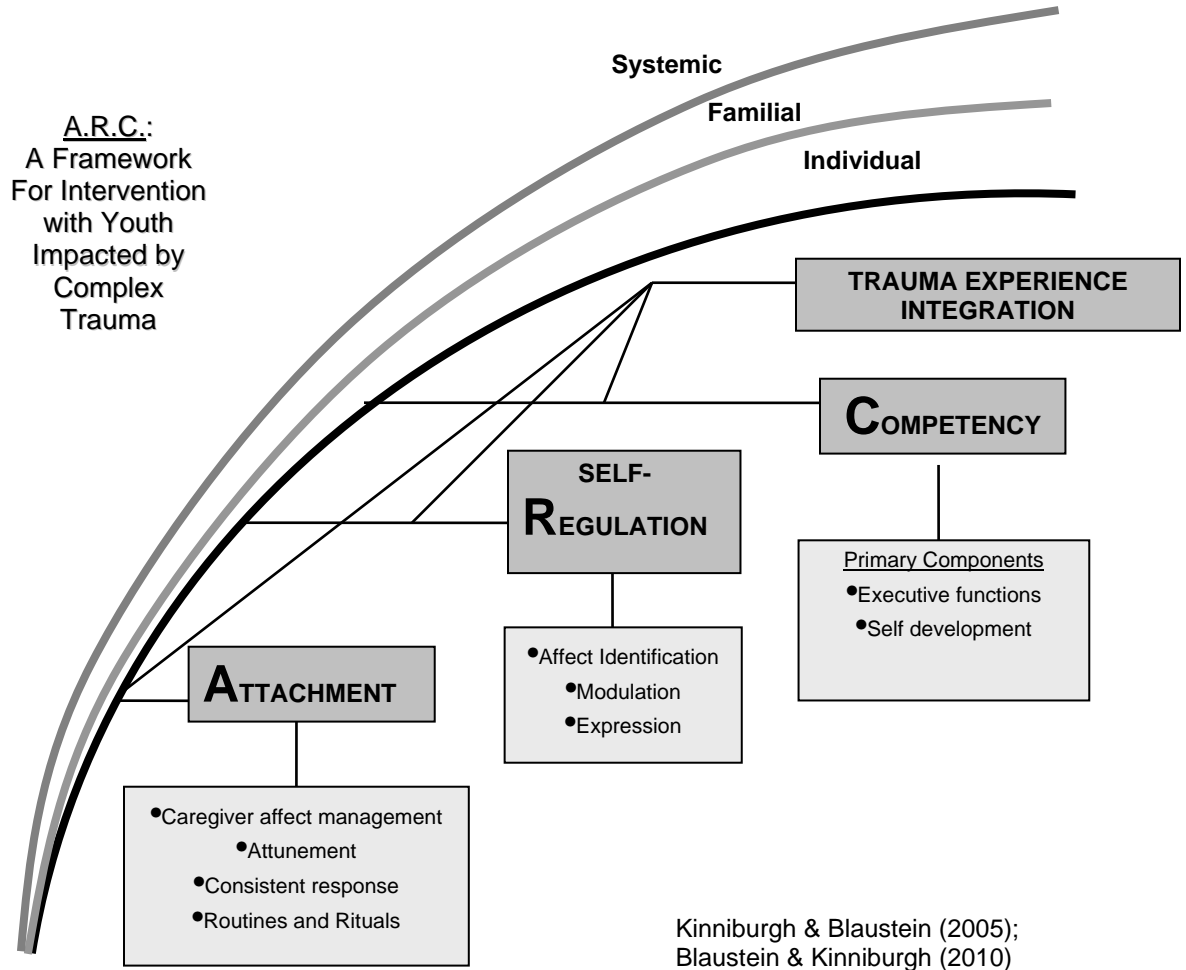 A.R.C.:
A Framework
For Intervention
with Youth
Impacted by
Complex
Trauma
Systemic
Familial
Individual
TRAUMA EXPERIENCE
INTEGRATION
COMPETENCY
Primary Components
•Executive functions
•Self development
SELF-
REGULATION
•Affect Identification
•Modulation
•Expression
ATTACHMENT
•Caregiver affect management
•Attunement
•Consistent response
•Routines and Rituals
Kinniburgh & Blaustein (2005);
Blaustein & Kinniburgh (2010)